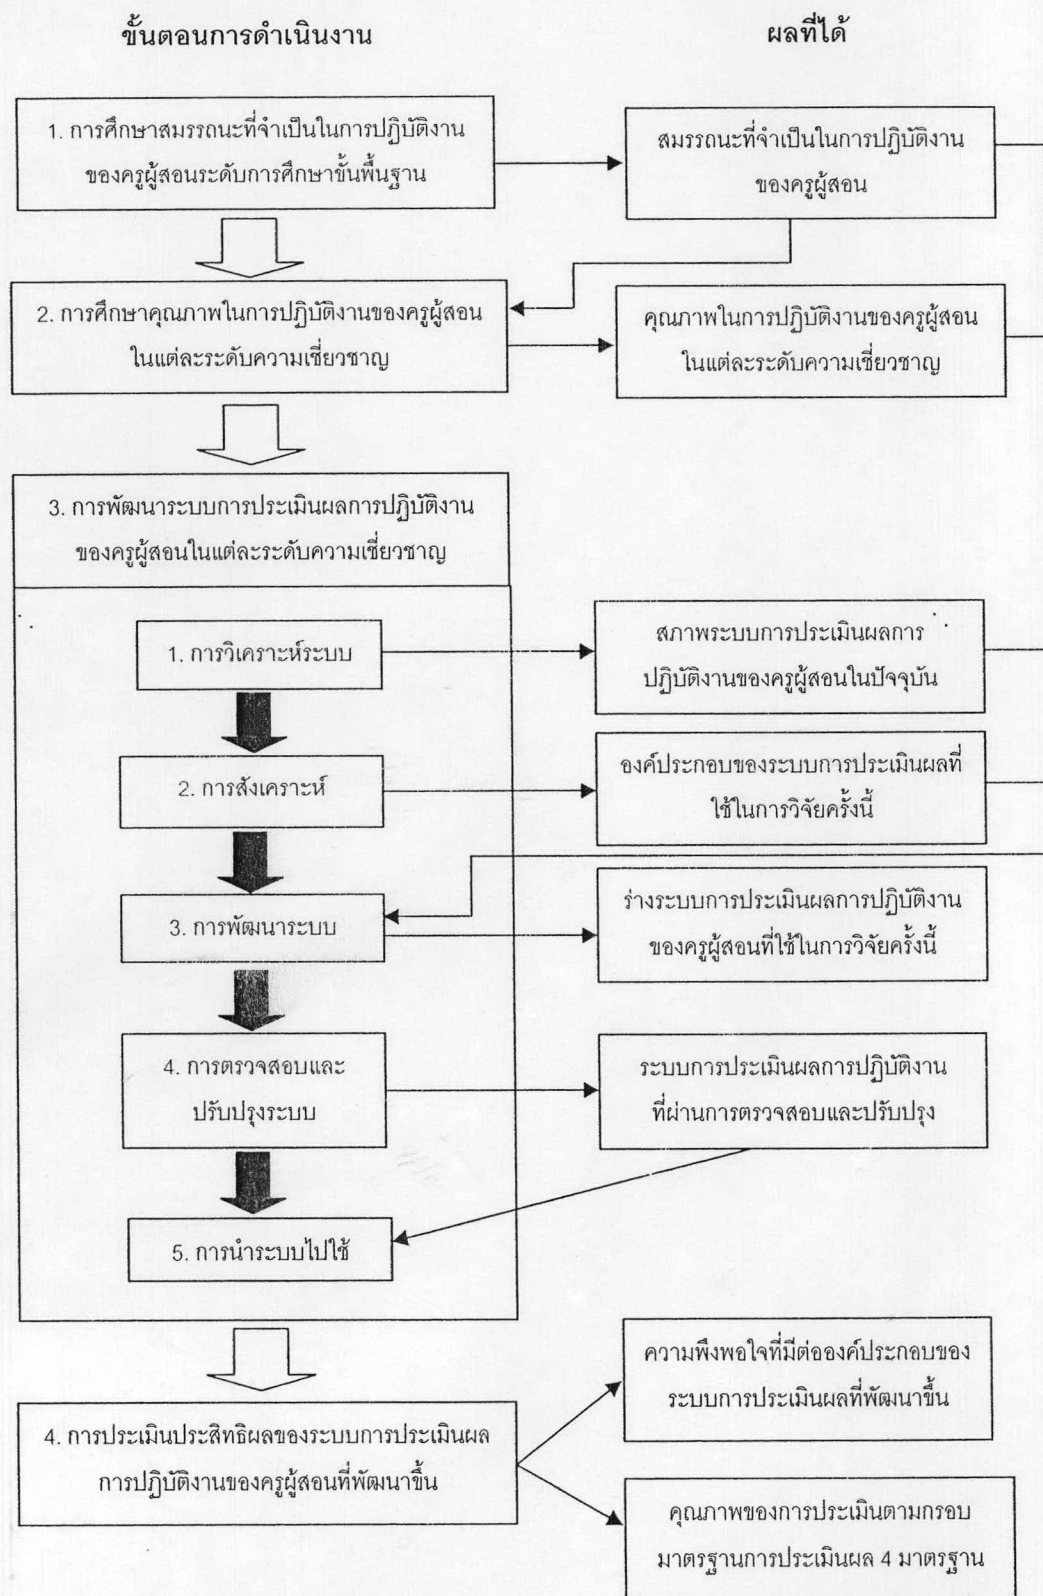 ขั้นตอนการดำเนินงาน
ผลที่ได้
1. การศึกษาสมรรถนะที่จำเป็นในการปฏิบัติงาน
ของครูผู้สอนระดับการศึกษาขั้นพื้นฐาน
สมรรถนะที่จำเป็นในการปฏิบัติงาน
ของครูผู้สอน
2. การศึกษาคุณภาพในการปฏิบัติงานของครูผู้สอน
ในแต่ละระดับความเชี่ยวชาญ
คุณภาพในการปฏิบัติงานของครูผู้สอน
ในแต่ละระดับความเชี่ยวชาญ
3. การพัฒนาระบบการประเมินผลการปฏิบัติงาน
ของครูผู้สอนในแต่ละระดับความเชี่ยวชาญ
1. การวิเคราะห์ระบบ
สภาพระบบการประเมินผลการ
ปฏิบัติงานของครูผู้สอนในปัจจุบัน
2. การสังเคราะห์
องค์ประกอบของระบบการประเมินผลที่
ใช้ในการวิจัยครั้งนี้
3. การพัฒนาระบบ
ร่างระบบการประเมินผลการปฏิบัติงาน
ของครูผู้สอนที่ใช้ในการวิจัยครั้งนี้
4. การตรวจสอบและ
ปรับปรุงระบบ
ระบบการประเมินผลการปฏิบัติงาน
ที่ผ่านการตรวจสอบและปรับปรุง
5. การนำระบบไปใช้
4. การประเมินประสิทธิผลของระบบการประเมินผล
การปฏิบัติงานของครูผู้สอนที่พัฒนาขึ้น
ความพึงพอใจที่มีต่อองค์ประกอบของ
ระบบการประเมินผลที่พัฒนาขึ้น
คุณภาพของการประเมินตามกรอบ
มาตรฐานการประเมินผล 4 มาตรฐาน